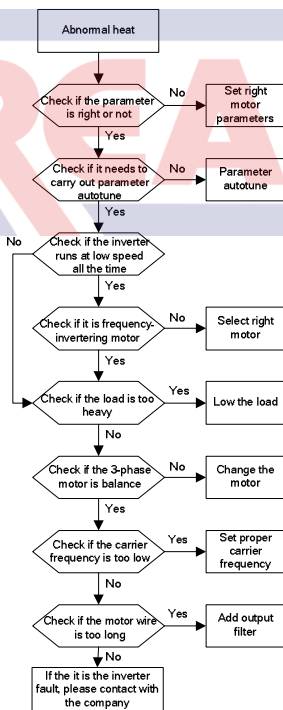 Abnormal heat
Check if the parameter
is right or not
No
Set right
motor
parameters
Yes
Check if it needs to
carry out parameter
autotune
No
Parameter
autotune
Yes
No
Check if the inverter
runs at low speed
all the time
Yes
Check if it is frequency-
invertering motor
No
Select right
motor
Yes
Check if the load is too
heavy
Yes
Low the load
No
Check if the 3-phase
motor is balance
No
Change the
motor
Yes
Check if the carrier
frequency is too low
Yes
Set proper
carrier
frequency
No
Check if the motor wire
is too long
Yes
Add output
filter
No
If the it is the inverter
fault, please contact with
the company